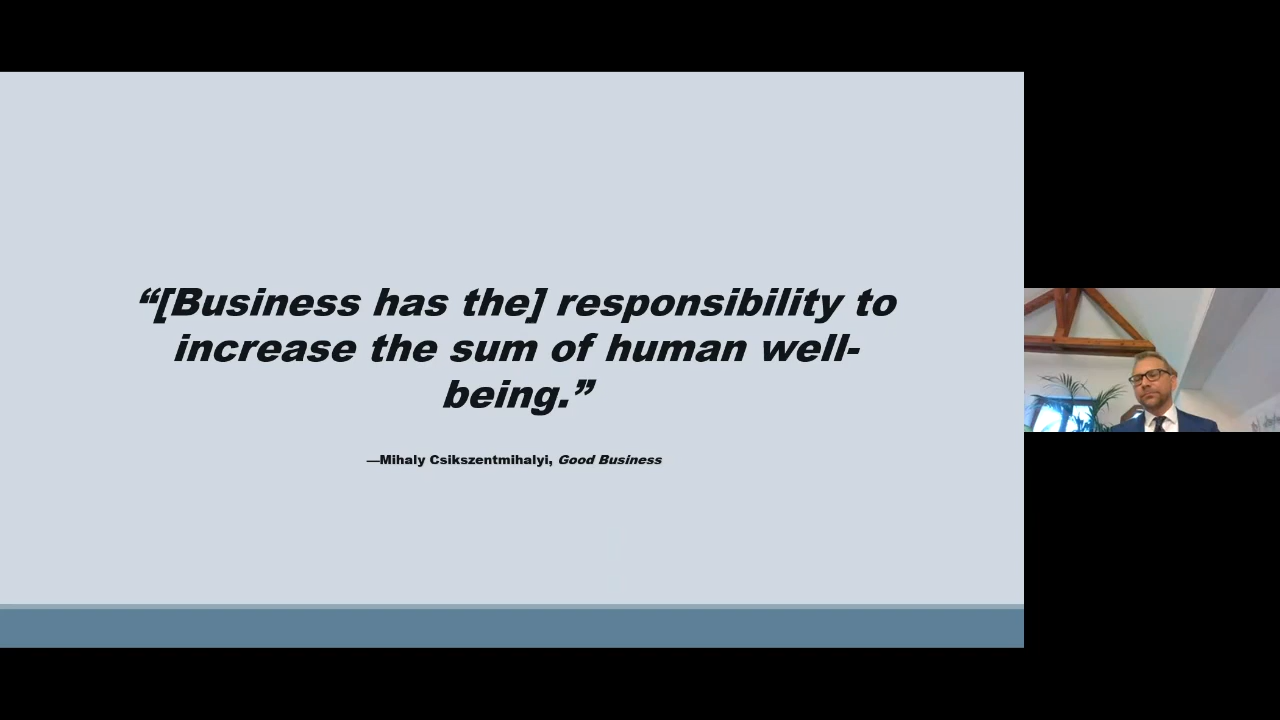 “[Business has the] responsibility to
increase the sum of human well-
being.”
—Mihaly Csikszentmihalyi, Good Business